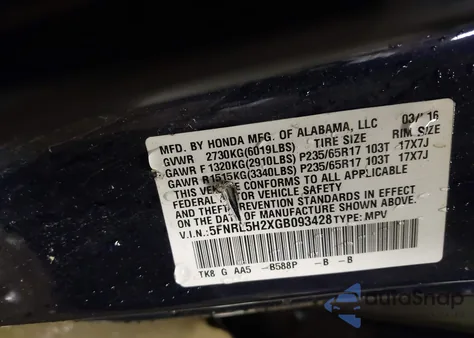 MFD. BY HONDA MFG. OF ALABAMA, LLC 03/16
GVWR 2730KG(6019LBS) TIRE SIZE RIM SIZE
GAWR F 1320KG(2910LBS) P235/65R17 103T 17X7J
GAWR R1515KG(3340LBS) P235/65R17 103T 17X7J
THIS VEHICLE CONFORMS TO ALL APPLICABLE
FEDERAL MOTOR VEHICLE SAFETY
AND THEFT PREVENTION STANDARDS IN EFFECT
ON THE DATE OF MANUFACTURE SHOWN ABOVE.
V.I.N.: 5FNRL5H2XGB093428 TYPE: MPV
TK8 G AA5 -B588P -B -B
autoSnap